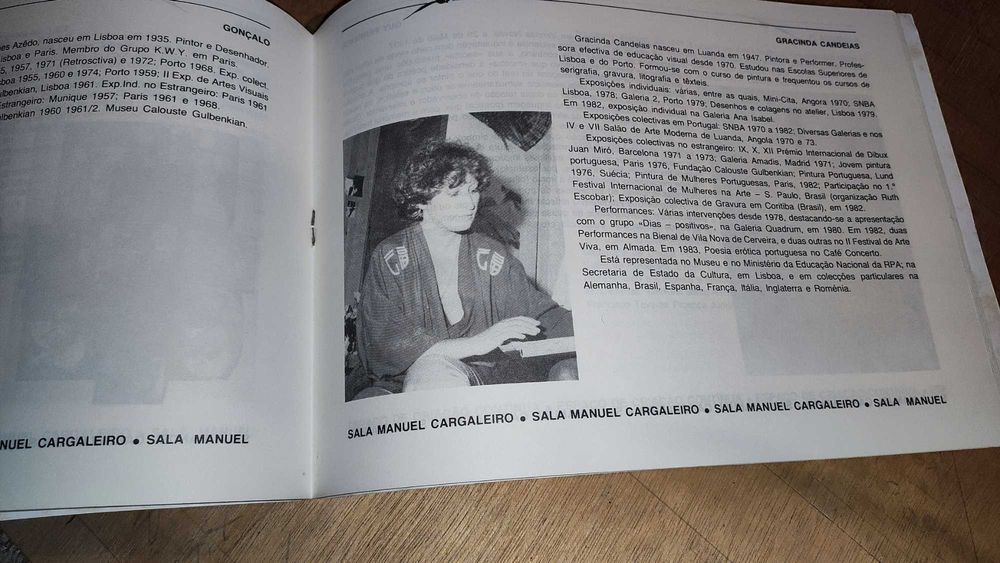 GONÇALO
es Azêdo, nasceu em Lisboa em 1935. Pintor e Desenhador.
isboa e Paris. Membro do Grupo K.W.Y. em Paris.
5, 1957, 1971 (Retrosctiva) e 1972; Porto 1968. Exp. colect.
sboa 1955, 1960 e 1974; Porto 1959; II Exp. de Artes Visuais
ulbenkian, Lisboa 1961. Exp.Ind. no Estrangeiro: Paris 1961
Estrangeiro: Munique 1957; Paris 1961 e 1968.
ulbenkian 1960 1961/2. Museu Calouste Gulbenkian.
NUEL CARGALEIRO • SALA MANUEL
GRACINDA CANDEIAS
Gracinda Candeias nasceu em Luanda em 1947. Pintora e Performer. Profes-
sora efectiva de educação visual desde 1970. Estudou nas Escolas Superiores de
Lisboa e do Porto. Formou-se com o curso de pintura e frequentou os cursos de
serigrafia, gravura, litografia e têxteis.
Exposições individuais: várias, entre as quais, Mini-Cita, Angora 1970; SNBA
Lisboa, 1978; Galeria 2, Porto 1979; Desenhos e colagens no atelier, Lisboa 1979.
Em 1982, exposição individual na Galeria Ana Isabel.
Exposições colectivas em Portugal: SNBA 1970 a 1982; Diversas Galerias e nos
IV e VII Salão de Arte Moderna de Luanda, Angola 1970 e 73.
Exposições colectivas no estrangeiro: IX, X, XII Prémio Internacional de Dibux
Juan Miró, Barcelona 1971 a 1973; Galeria Amadis, Madrid 1971; Jovem pintura
portuguesa, Paris 1976, Fundação Calouste Gulbenkian; Pintura Portuguesa, Lund
1976, Suécia; Pintura de Mulheres Portuguesas, Paris, 1982; Participação no 1.º
Festival Internacional de Mulheres na Arte – S. Paulo, Brasil (organização Ruth
Escobar); Exposição colectiva de Gravura em Coritiba (Brasil), em 1982.
Performances: Várias intervenções desde 1978, destacando-se a apresentação
com o grupo «Dias – positivos», na Galeria Quadrum, em 1980. Em 1982, duas
Performances na Bienal de Vila Nova de Cerveira, e duas outras no II Festival de Arte
Viva, em Almada. Em 1983, Poesia erótica portuguesa no Café Concerto.
Está representada no Museu e no Ministério da Educação Nacional da RPA; na
Secretaria de Estado da Cultura, em Lisboa, e em colecções particulares na
Alemanha, Brasil, Espanha, França, Itália, Inglaterra e Roménia.
SALA MANUEL CARGALEIRO • SALA MANUEL CARGALEIRO • SALA MANUEL CARGALEIRO • SALA MANUEL